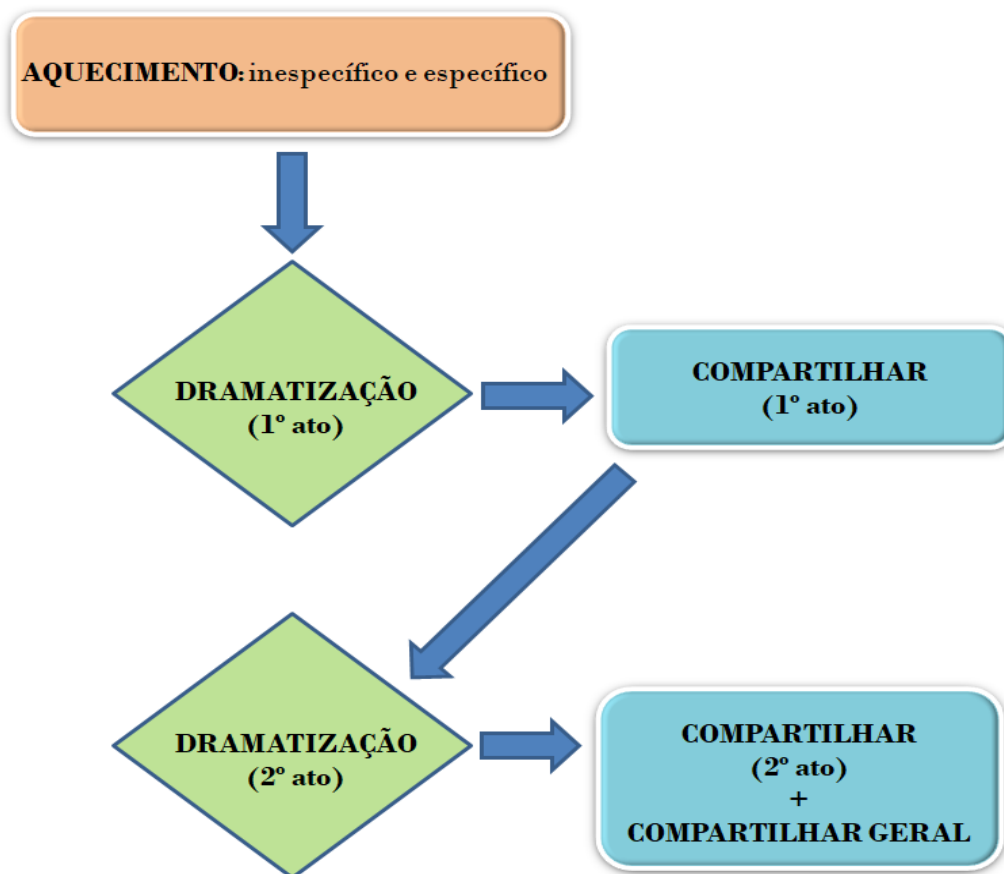 AQUECIMENTO: inespecífico e específico
DRAMATIZAÇÃO
(1º ato)
COMPARTILHAR
(1º ato)
DRAMATIZAÇÃO
(2º ato)
COMPARTILHAR
(2º ato)
+
COMPARTILHAR GERAL